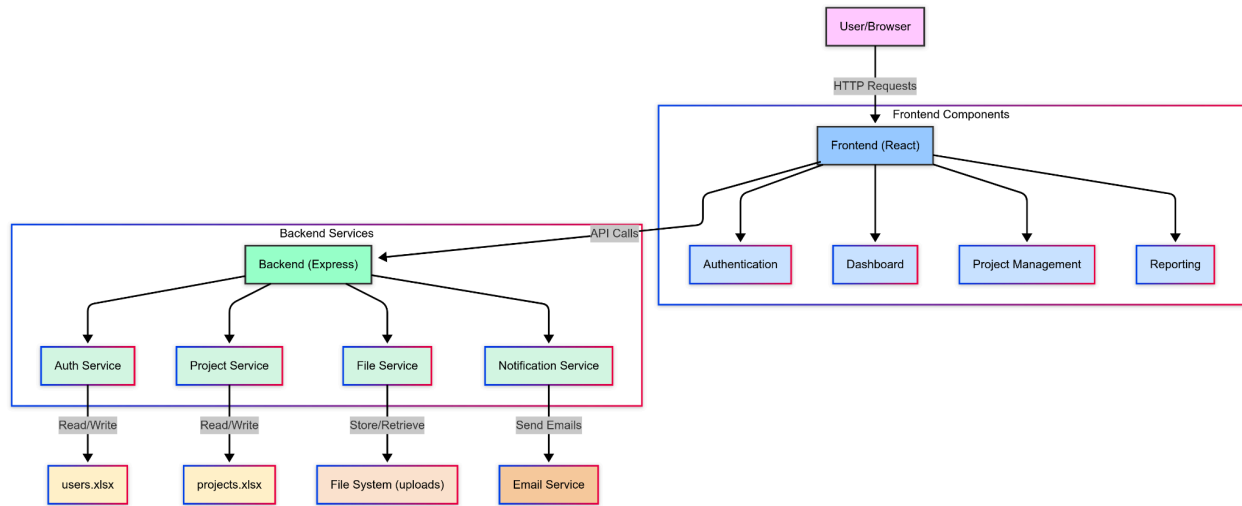 User/Browser
HTTP Requests
Frontend Components
Frontend (React)
API Calls
Authentication
Dashboard
Project Management
Reporting
Backend Services
Backend (Express)
Auth Service
Project Service
File Service
Notification Service
Read/Write
Read/Write
Store/Retrieve
Send Emails
users.xlsx
projects.xlsx
File System (uploads)
Email Service